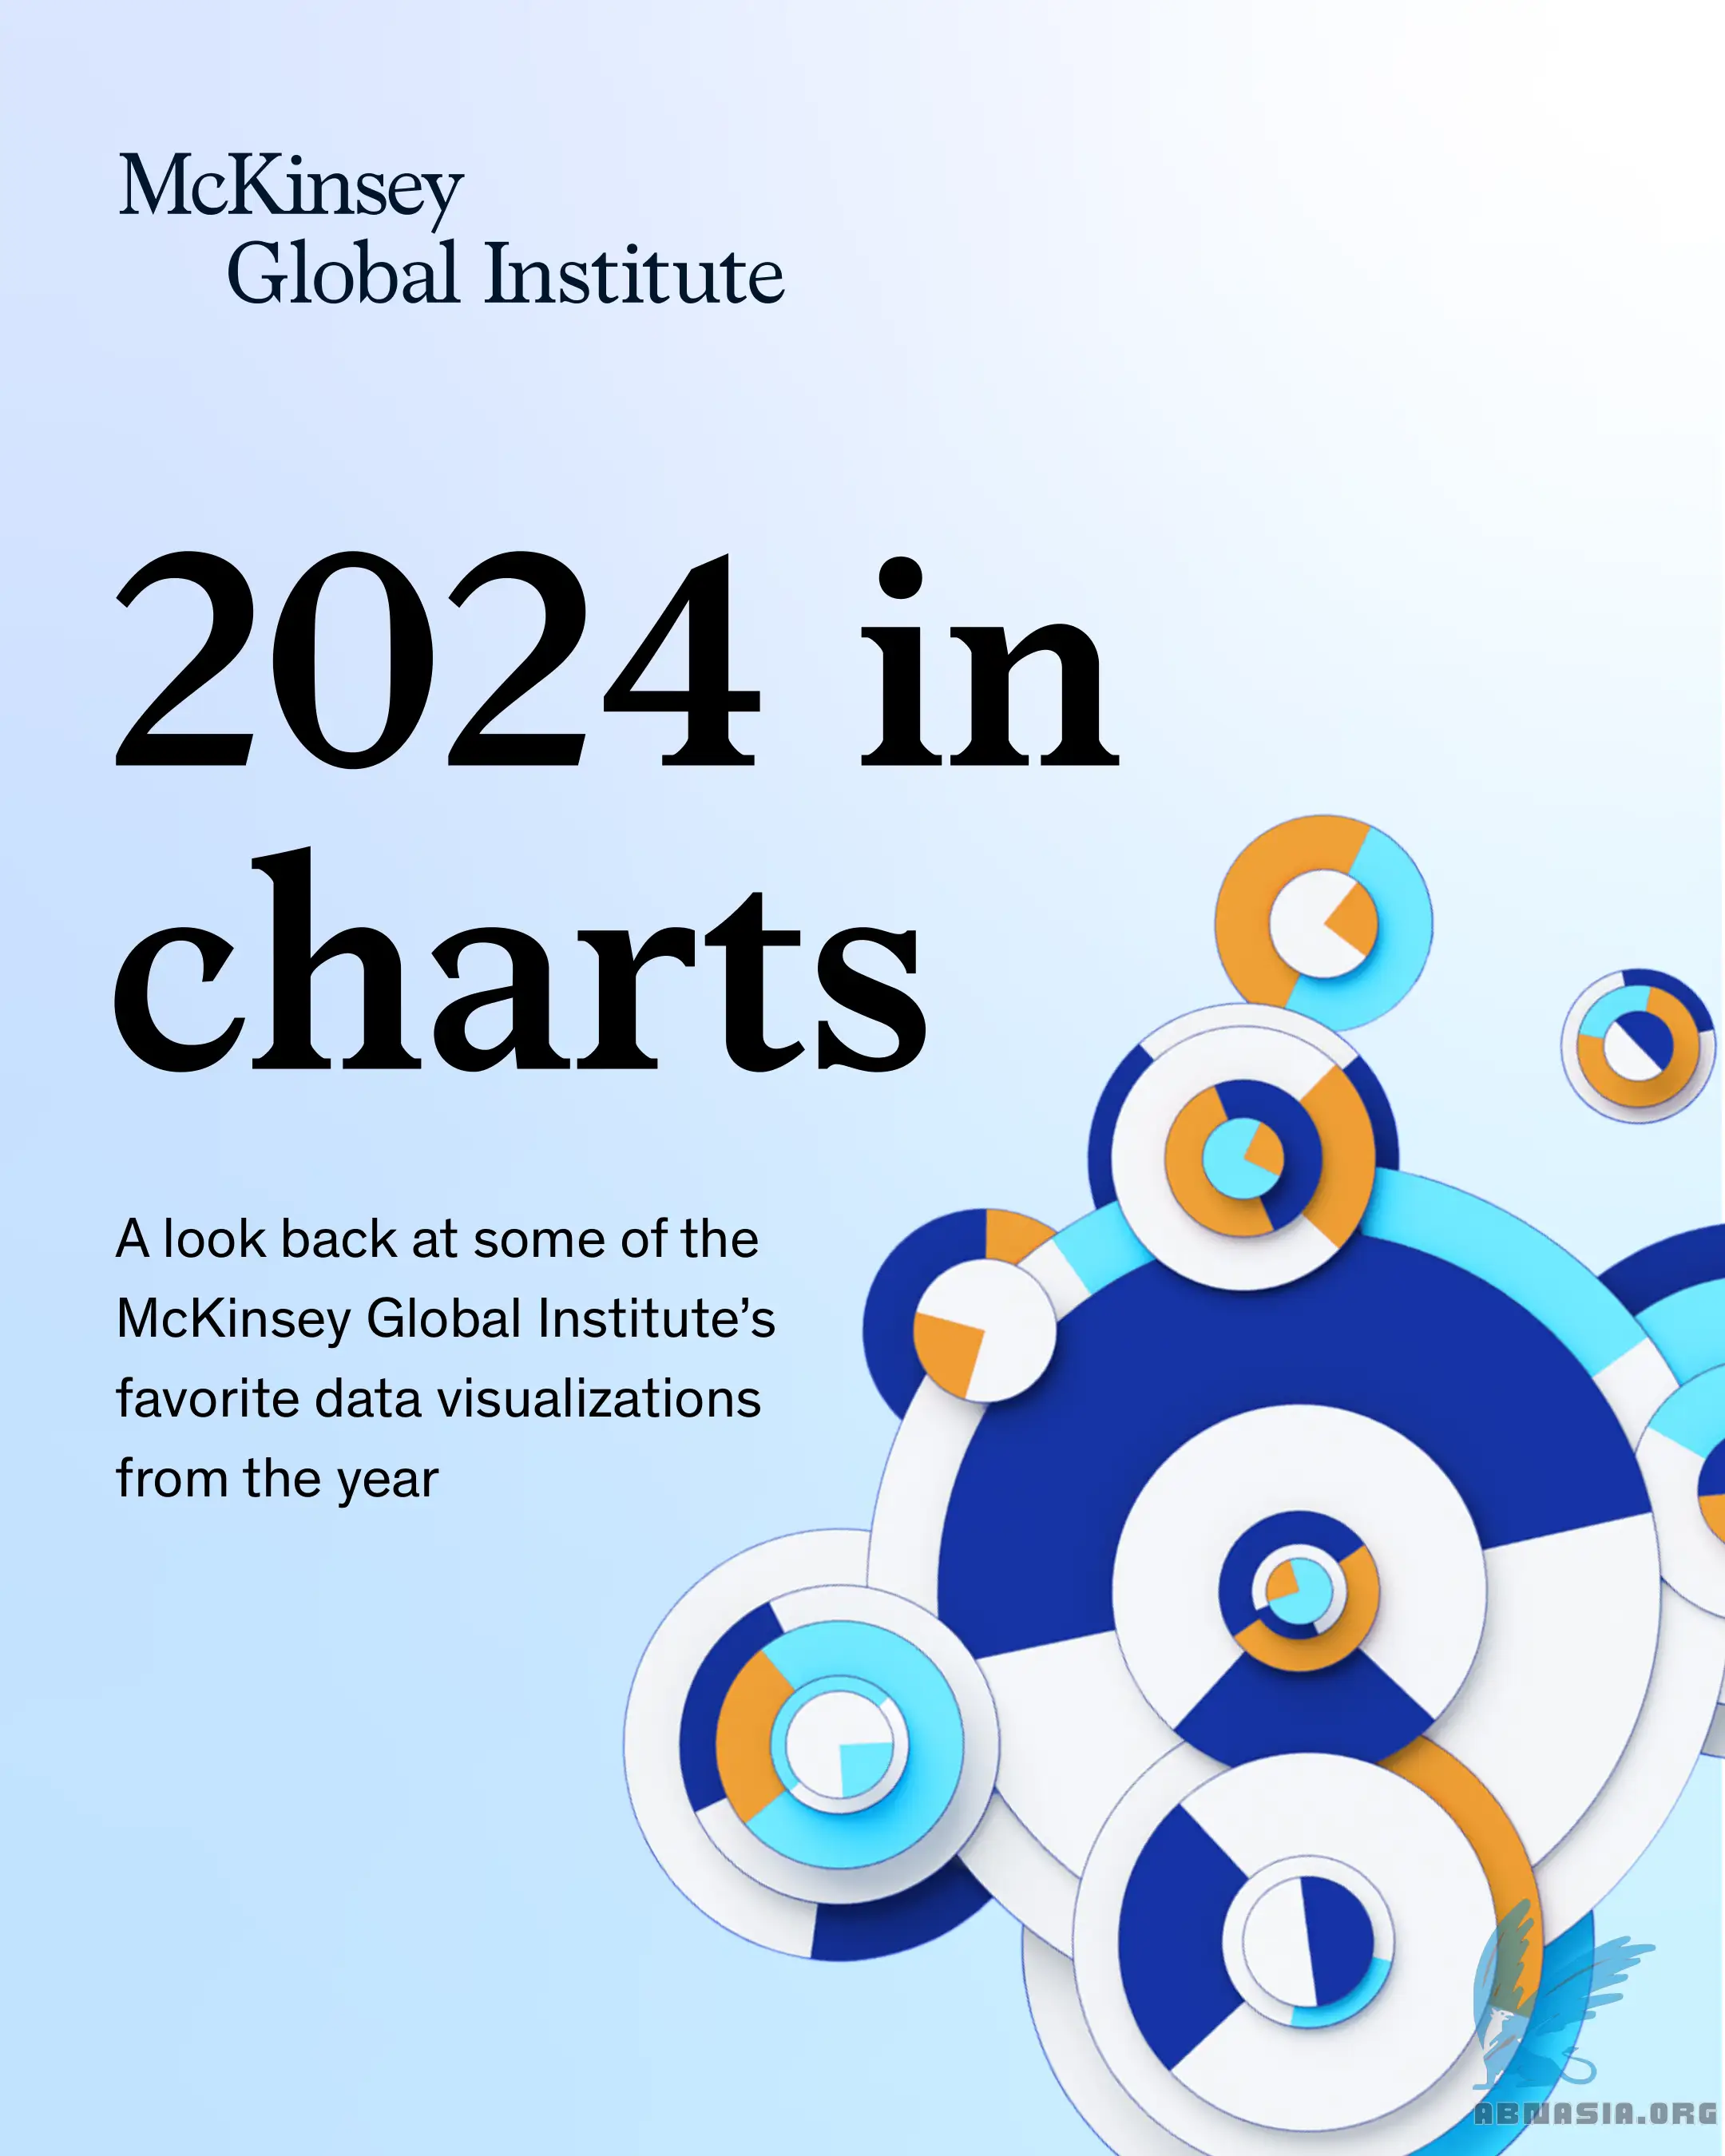 McKinsey
Global Institute
2024 in
charts
A look back at some of the
McKinsey Global Institute’s
favorite data visualizations
from the year
ABNASIA.ORG